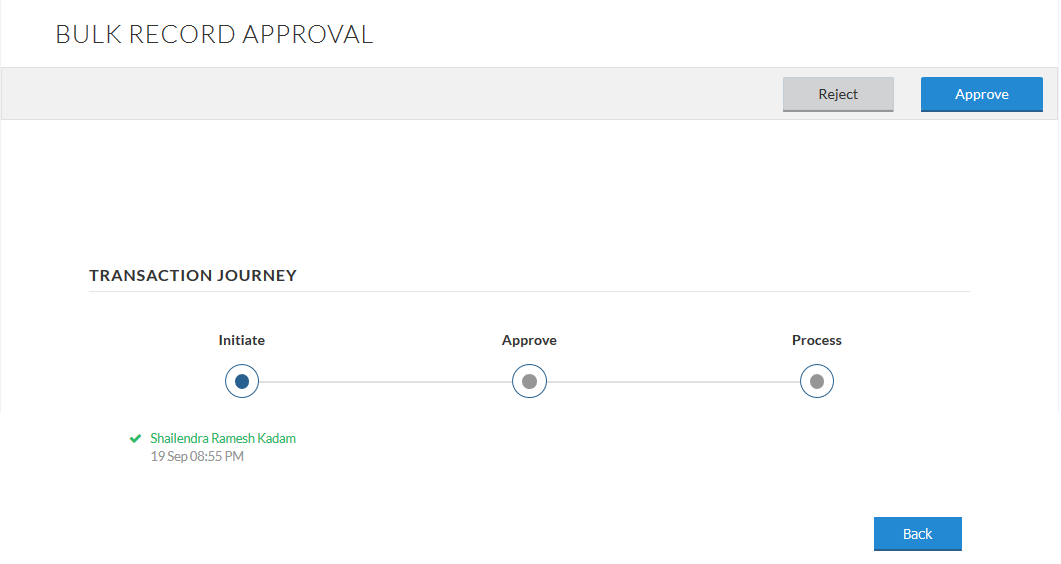 BULK RECORD APPROVAL
Reject
Approve
TRANSACTION JOURNEY
Initiate
Approve
Process
Shailendra Ramesh Kadam
19 Sep 08:55 PM
Back